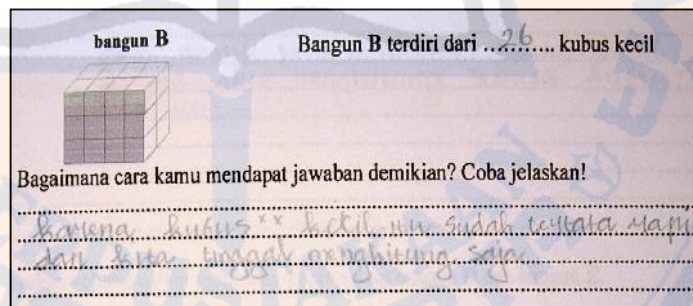 bangun B
Bangun B terdiri dari ....26.... kubus kecil
Bagaimana cara kamu mendapat jawaban demikian? Coba jelaskan!
karena kubus ** kecil itu sudah tertata rapi
dan kita tinggal menghitung saja